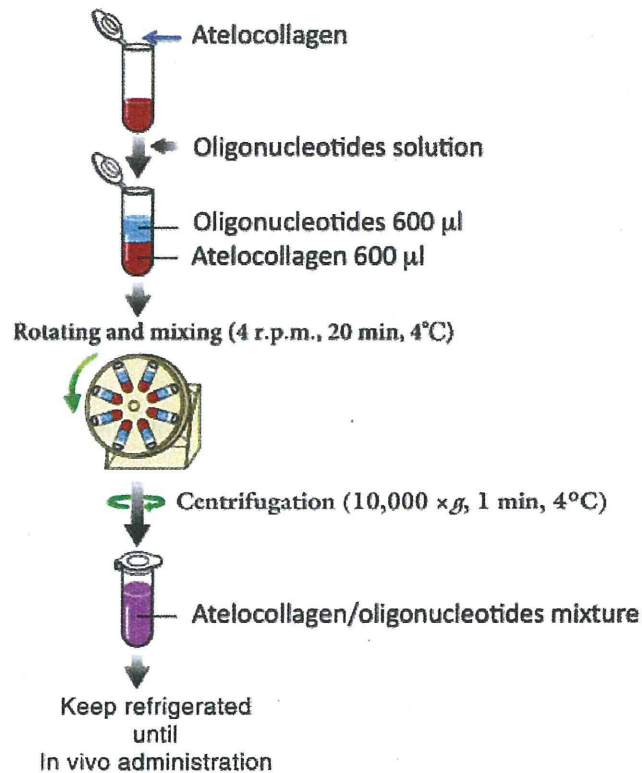 Atelocollagen
Oligonucleotides solution
Oligonucleotides 600 μl
Atelocollagen 600 μl
Rotating and mixing (4 r.p.m., 20 min, 4°C)
Centrifugation (10,000 ×g, 1 min, 4°C)
Atelocollagen/oligonucleotides mixture
Keep refrigerated
until
In vivo administration